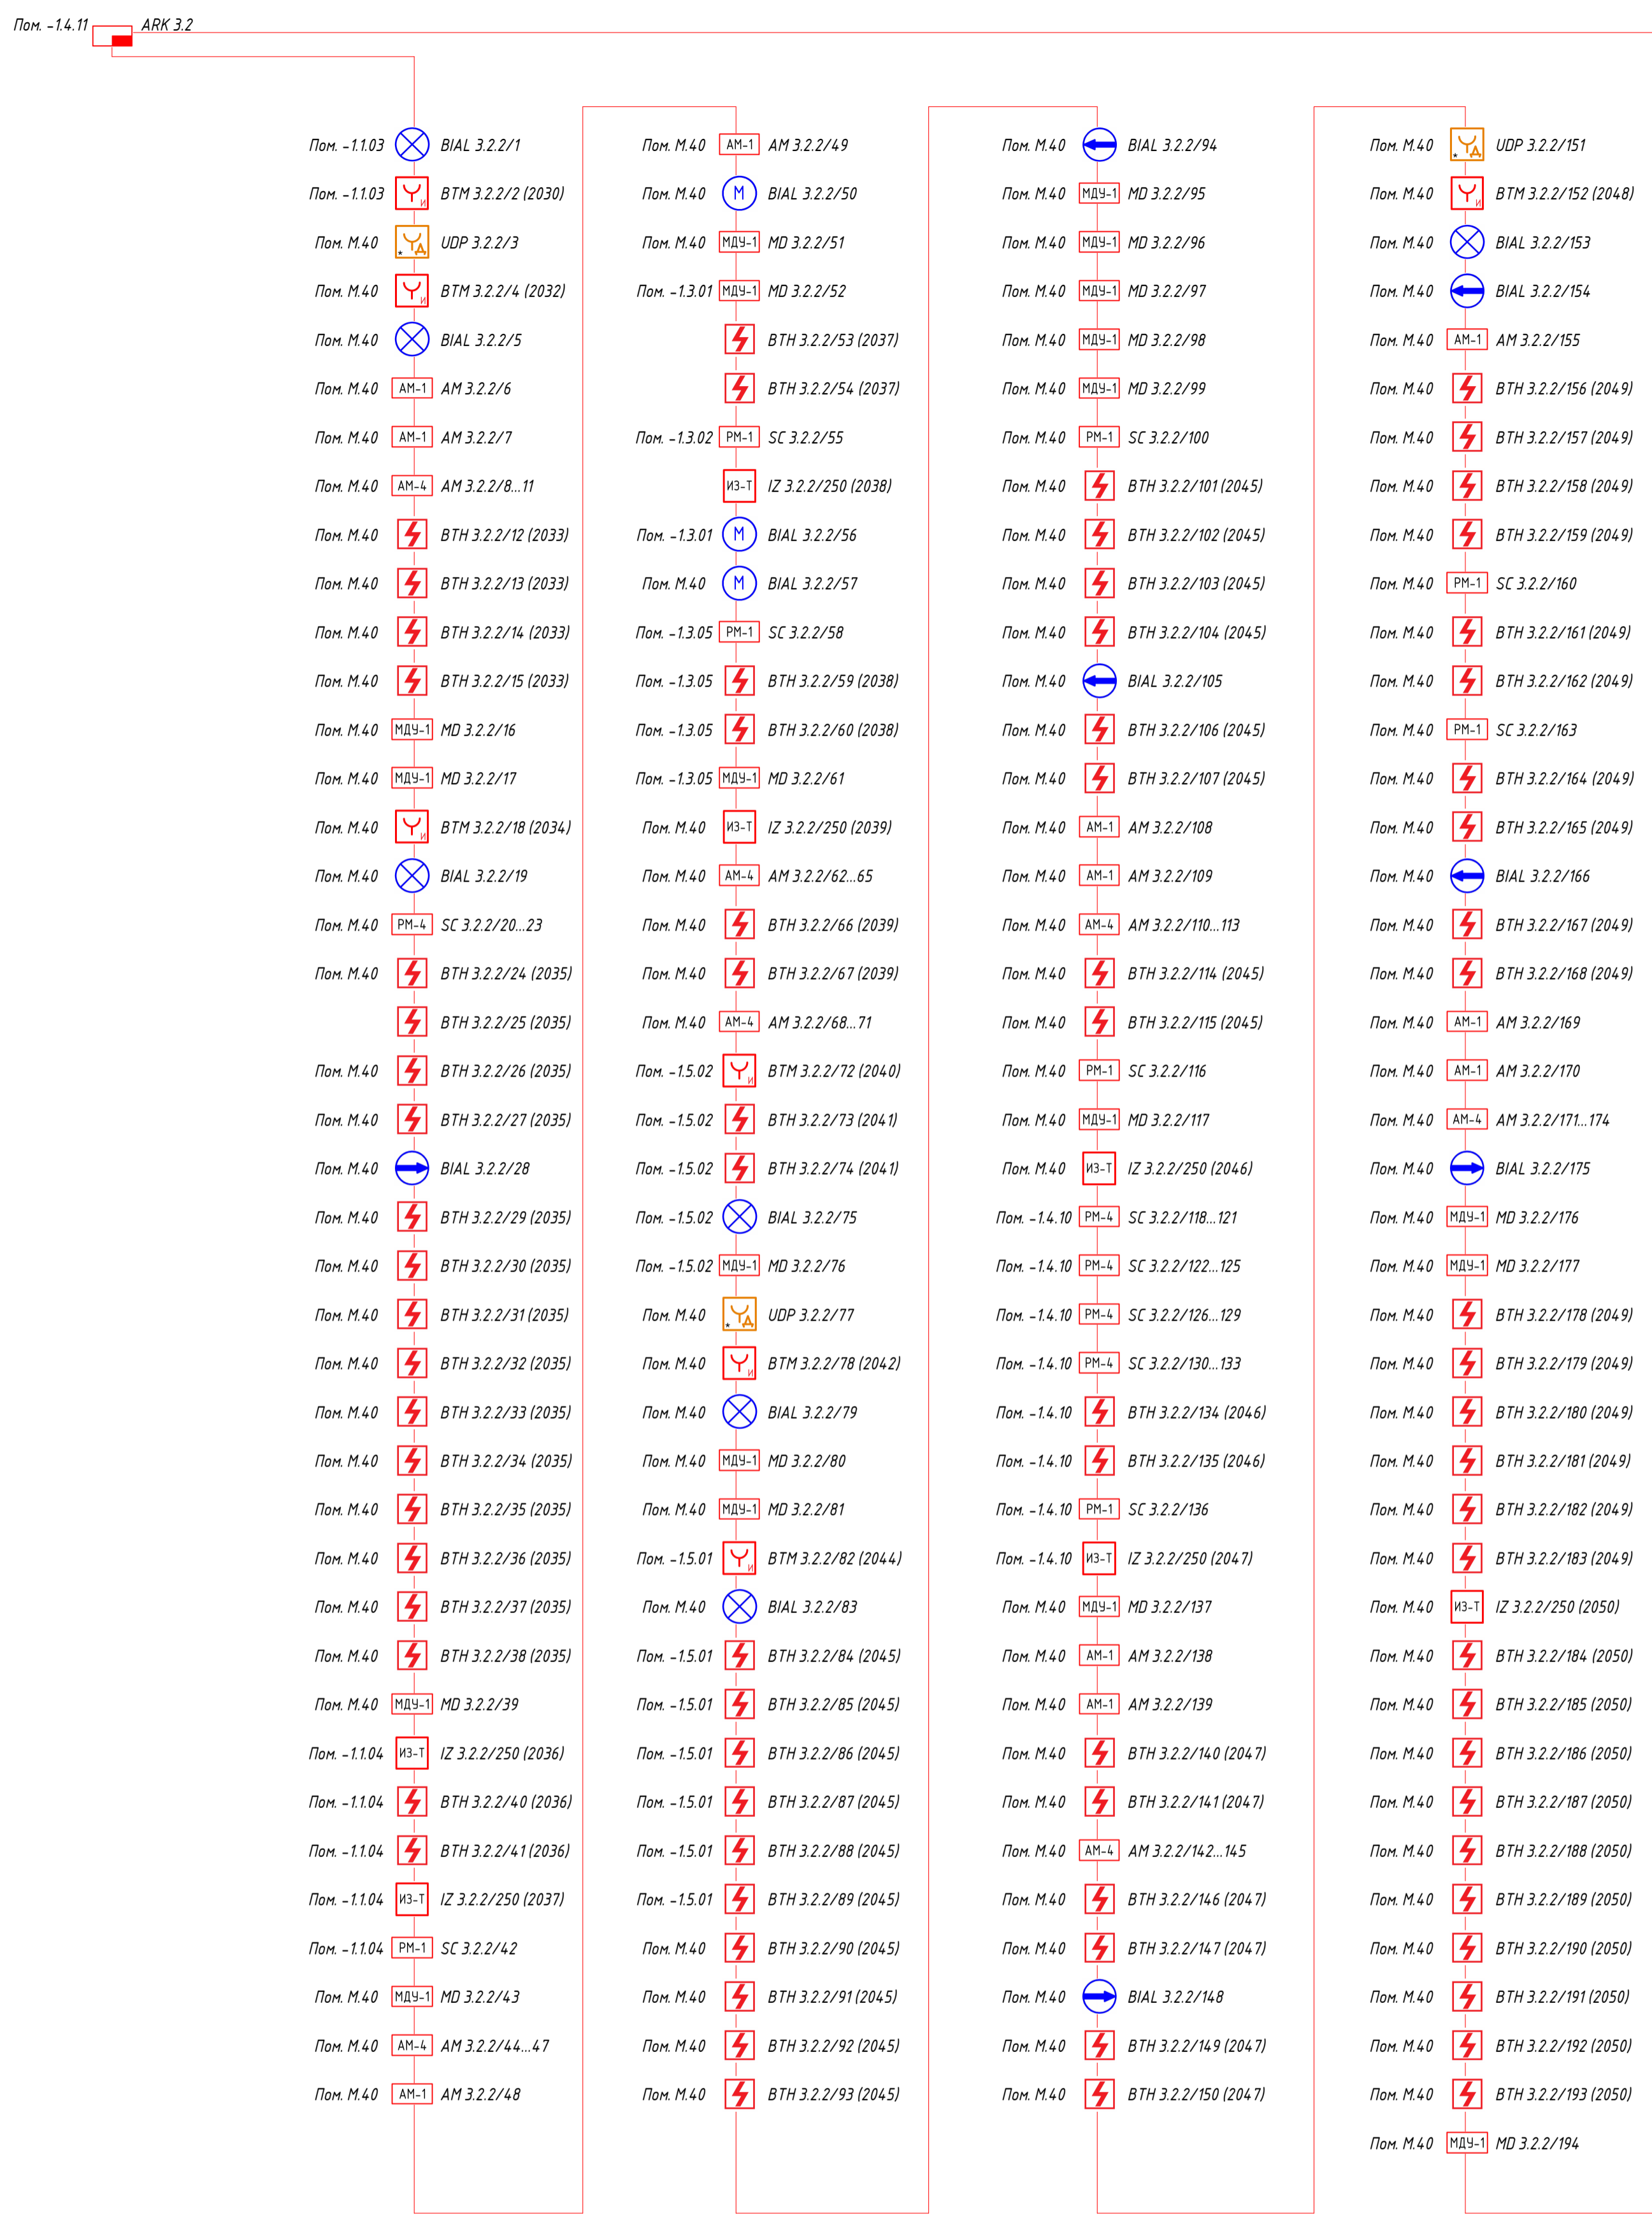 Пом. -1.4.11 ARK 3.2
Пом. -1.1.03 BIAL 3.2.2/1
Пом. -1.1.03 И BTM 3.2.2/2 (2030)
Пом. М.40 * Д UDP 3.2.2/3
Пом. М.40 И BTM 3.2.2/4 (2032)
Пом. М.40 BIAL 3.2.2/5
Пом. М.40 АМ-1 AM 3.2.2/6
Пом. М.40 АМ-1 AM 3.2.2/7
Пом. М.40 АМ-4 AM 3.2.2/8...11
Пом. М.40 BTH 3.2.2/12 (2033)
Пом. М.40 BTH 3.2.2/13 (2033)
Пом. М.40 BTH 3.2.2/14 (2033)
Пом. М.40 BTH 3.2.2/15 (2033)
Пом. М.40 МДУ-1 MD 3.2.2/16
Пом. М.40 МДУ-1 MD 3.2.2/17
Пом. М.40 И BTM 3.2.2/18 (2034)
Пом. М.40 BIAL 3.2.2/19
Пом. М.40 РМ-4 SC 3.2.2/20...23
Пом. М.40 BTH 3.2.2/24 (2035)
BTH 3.2.2/25 (2035)
Пом. М.40 BTH 3.2.2/26 (2035)
Пом. М.40 BTH 3.2.2/27 (2035)
Пом. М.40 BIAL 3.2.2/28
Пом. М.40 BTH 3.2.2/29 (2035)
Пом. М.40 BTH 3.2.2/30 (2035)
Пом. М.40 BTH 3.2.2/31 (2035)
Пом. М.40 BTH 3.2.2/32 (2035)
Пом. М.40 BTH 3.2.2/33 (2035)
Пом. М.40 BTH 3.2.2/34 (2035)
Пом. М.40 BTH 3.2.2/35 (2035)
Пом. М.40 BTH 3.2.2/36 (2035)
Пом. М.40 BTH 3.2.2/37 (2035)
Пом. М.40 BTH 3.2.2/38 (2035)
Пом. М.40 МДУ-1 MD 3.2.2/39
Пом. -1.1.04 ИЗ-Т IZ 3.2.2/250 (2036)
Пом. -1.1.04 BTH 3.2.2/40 (2036)
Пом. -1.1.04 BTH 3.2.2/41 (2036)
Пом. -1.1.04 ИЗ-Т IZ 3.2.2/250 (2037)
Пом. -1.1.04 РМ-1 SC 3.2.2/42
Пом. М.40 МДУ-1 MD 3.2.2/43
Пом. М.40 АМ-4 AM 3.2.2/44...47
Пом. М.40 АМ-1 AM 3.2.2/48
Пом. М.40 АМ-1 AM 3.2.2/49
Пом. М.40 М BIAL 3.2.2/50
Пом. М.40 МДУ-1 MD 3.2.2/51
Пом. -1.3.01 МДУ-1 MD 3.2.2/52
BTH 3.2.2/53 (2037)
BTH 3.2.2/54 (2037)
Пом. -1.3.02 РМ-1 SC 3.2.2/55
ИЗ-Т IZ 3.2.2/250 (2038)
Пом. -1.3.01 М BIAL 3.2.2/56
Пом. М.40 М BIAL 3.2.2/57
Пом. -1.3.05 РМ-1 SC 3.2.2/58
Пом. -1.3.05 BTH 3.2.2/59 (2038)
Пом. -1.3.05 BTH 3.2.2/60 (2038)
Пом. -1.3.05 МДУ-1 MD 3.2.2/61
Пом. М.40 ИЗ-Т IZ 3.2.2/250 (2039)
Пом. М.40 АМ-4 AM 3.2.2/62...65
Пом. М.40 BTH 3.2.2/66 (2039)
Пом. М.40 BTH 3.2.2/67 (2039)
Пом. М.40 АМ-4 AM 3.2.2/68...71
Пом. -1.5.02 И BTM 3.2.2/72 (2040)
Пом. -1.5.02 BTH 3.2.2/73 (2041)
Пом. -1.5.02 BTH 3.2.2/74 (2041)
Пом. -1.5.02 BIAL 3.2.2/75
Пом. -1.5.02 МДУ-1 MD 3.2.2/76
Пом. М.40 * Д UDP 3.2.2/77
Пом. М.40 И BTM 3.2.2/78 (2042)
Пом. М.40 BIAL 3.2.2/79
Пом. М.40 МДУ-1 MD 3.2.2/80
Пом. М.40 МДУ-1 MD 3.2.2/81
Пом. -1.5.01 И BTM 3.2.2/82 (2044)
Пом. М.40 BIAL 3.2.2/83
Пом. -1.5.01 BTH 3.2.2/84 (2045)
Пом. -1.5.01 BTH 3.2.2/85 (2045)
Пом. -1.5.01 BTH 3.2.2/86 (2045)
Пом. -1.5.01 BTH 3.2.2/87 (2045)
Пом. -1.5.01 BTH 3.2.2/88 (2045)
Пом. -1.5.01 BTH 3.2.2/89 (2045)
Пом. М.40 BTH 3.2.2/90 (2045)
Пом. М.40 BTH 3.2.2/91 (2045)
Пом. М.40 BTH 3.2.2/92 (2045)
Пом. М.40 BTH 3.2.2/93 (2045)
Пом. М.40 BIAL 3.2.2/94
Пом. М.40 МДУ-1 MD 3.2.2/95
Пом. М.40 МДУ-1 MD 3.2.2/96
Пом. М.40 МДУ-1 MD 3.2.2/97
Пом. М.40 МДУ-1 MD 3.2.2/98
Пом. М.40 МДУ-1 MD 3.2.2/99
Пом. М.40 РМ-1 SC 3.2.2/100
Пом. М.40 BTH 3.2.2/101 (2045)
Пом. М.40 BTH 3.2.2/102 (2045)
Пом. М.40 BTH 3.2.2/103 (2045)
Пом. М.40 BTH 3.2.2/104 (2045)
Пом. М.40 BIAL 3.2.2/105
Пом. М.40 BTH 3.2.2/106 (2045)
Пом. М.40 BTH 3.2.2/107 (2045)
Пом. М.40 АМ-1 AM 3.2.2/108
Пом. М.40 АМ-1 AM 3.2.2/109
Пом. М.40 АМ-4 AM 3.2.2/110...113
Пом. М.40 BTH 3.2.2/114 (2045)
Пом. М.40 BTH 3.2.2/115 (2045)
Пом. М.40 РМ-1 SC 3.2.2/116
Пом. М.40 МДУ-1 MD 3.2.2/117
Пом. М.40 ИЗ-Т IZ 3.2.2/250 (2046)
Пом. -1.4.10 РМ-4 SC 3.2.2/118...121
Пом. -1.4.10 РМ-4 SC 3.2.2/122...125
Пом. -1.4.10 РМ-4 SC 3.2.2/126...129
Пом. -1.4.10 РМ-4 SC 3.2.2/130...133
Пом. -1.4.10 BTH 3.2.2/134 (2046)
Пом. -1.4.10 BTH 3.2.2/135 (2046)
Пом. -1.4.10 РМ-1 SC 3.2.2/136
Пом. -1.4.10 ИЗ-Т IZ 3.2.2/250 (2047)
Пом. М.40 МДУ-1 MD 3.2.2/137
Пом. М.40 АМ-1 AM 3.2.2/138
Пом. М.40 АМ-1 AM 3.2.2/139
Пом. М.40 BTH 3.2.2/140 (2047)
Пом. М.40 BTH 3.2.2/141 (2047)
Пом. М.40 АМ-4 AM 3.2.2/142...145
Пом. М.40 BTH 3.2.2/146 (2047)
Пом. М.40 BTH 3.2.2/147 (2047)
Пом. М.40 BIAL 3.2.2/148
Пом. М.40 BTH 3.2.2/149 (2047)
Пом. М.40 BTH 3.2.2/150 (2047)
Пом. М.40 * Д UDP 3.2.2/151
Пом. М.40 И BTM 3.2.2/152 (2048)
Пом. М.40 BIAL 3.2.2/153
Пом. М.40 BIAL 3.2.2/154
Пом. М.40 АМ-1 AM 3.2.2/155
Пом. М.40 BTH 3.2.2/156 (2049)
Пом. М.40 BTH 3.2.2/157 (2049)
Пом. М.40 BTH 3.2.2/158 (2049)
Пом. М.40 BTH 3.2.2/159 (2049)
Пом. М.40 РМ-1 SC 3.2.2/160
Пом. М.40 BTH 3.2.2/161 (2049)
Пом. М.40 BTH 3.2.2/162 (2049)
Пом. М.40 РМ-1 SC 3.2.2/163
Пом. М.40 BTH 3.2.2/164 (2049)
Пом. М.40 BTH 3.2.2/165 (2049)
Пом. М.40 BIAL 3.2.2/166
Пом. М.40 BTH 3.2.2/167 (2049)
Пом. М.40 BTH 3.2.2/168 (2049)
Пом. М.40 АМ-1 AM 3.2.2/169
Пом. М.40 АМ-1 AM 3.2.2/170
Пом. М.40 АМ-4 AM 3.2.2/171...174
Пом. М.40 BIAL 3.2.2/175
Пом. М.40 МДУ-1 MD 3.2.2/176
Пом. М.40 МДУ-1 MD 3.2.2/177
Пом. М.40 BTH 3.2.2/178 (2049)
Пом. М.40 BTH 3.2.2/179 (2049)
Пом. М.40 BTH 3.2.2/180 (2049)
Пом. М.40 BTH 3.2.2/181 (2049)
Пом. М.40 BTH 3.2.2/182 (2049)
Пом. М.40 BTH 3.2.2/183 (2049)
Пом. М.40 ИЗ-Т IZ 3.2.2/250 (2050)
Пом. М.40 BTH 3.2.2/184 (2050)
Пом. М.40 BTH 3.2.2/185 (2050)
Пом. М.40 BTH 3.2.2/186 (2050)
Пом. М.40 BTH 3.2.2/187 (2050)
Пом. М.40 BTH 3.2.2/188 (2050)
Пом. М.40 BTH 3.2.2/189 (2050)
Пом. М.40 BTH 3.2.2/190 (2050)
Пом. М.40 BTH 3.2.2/191 (2050)
Пом. М.40 BTH 3.2.2/192 (2050)
Пом. М.40 BTH 3.2.2/193 (2050)
Пом. М.40 МДУ-1 MD 3.2.2/194